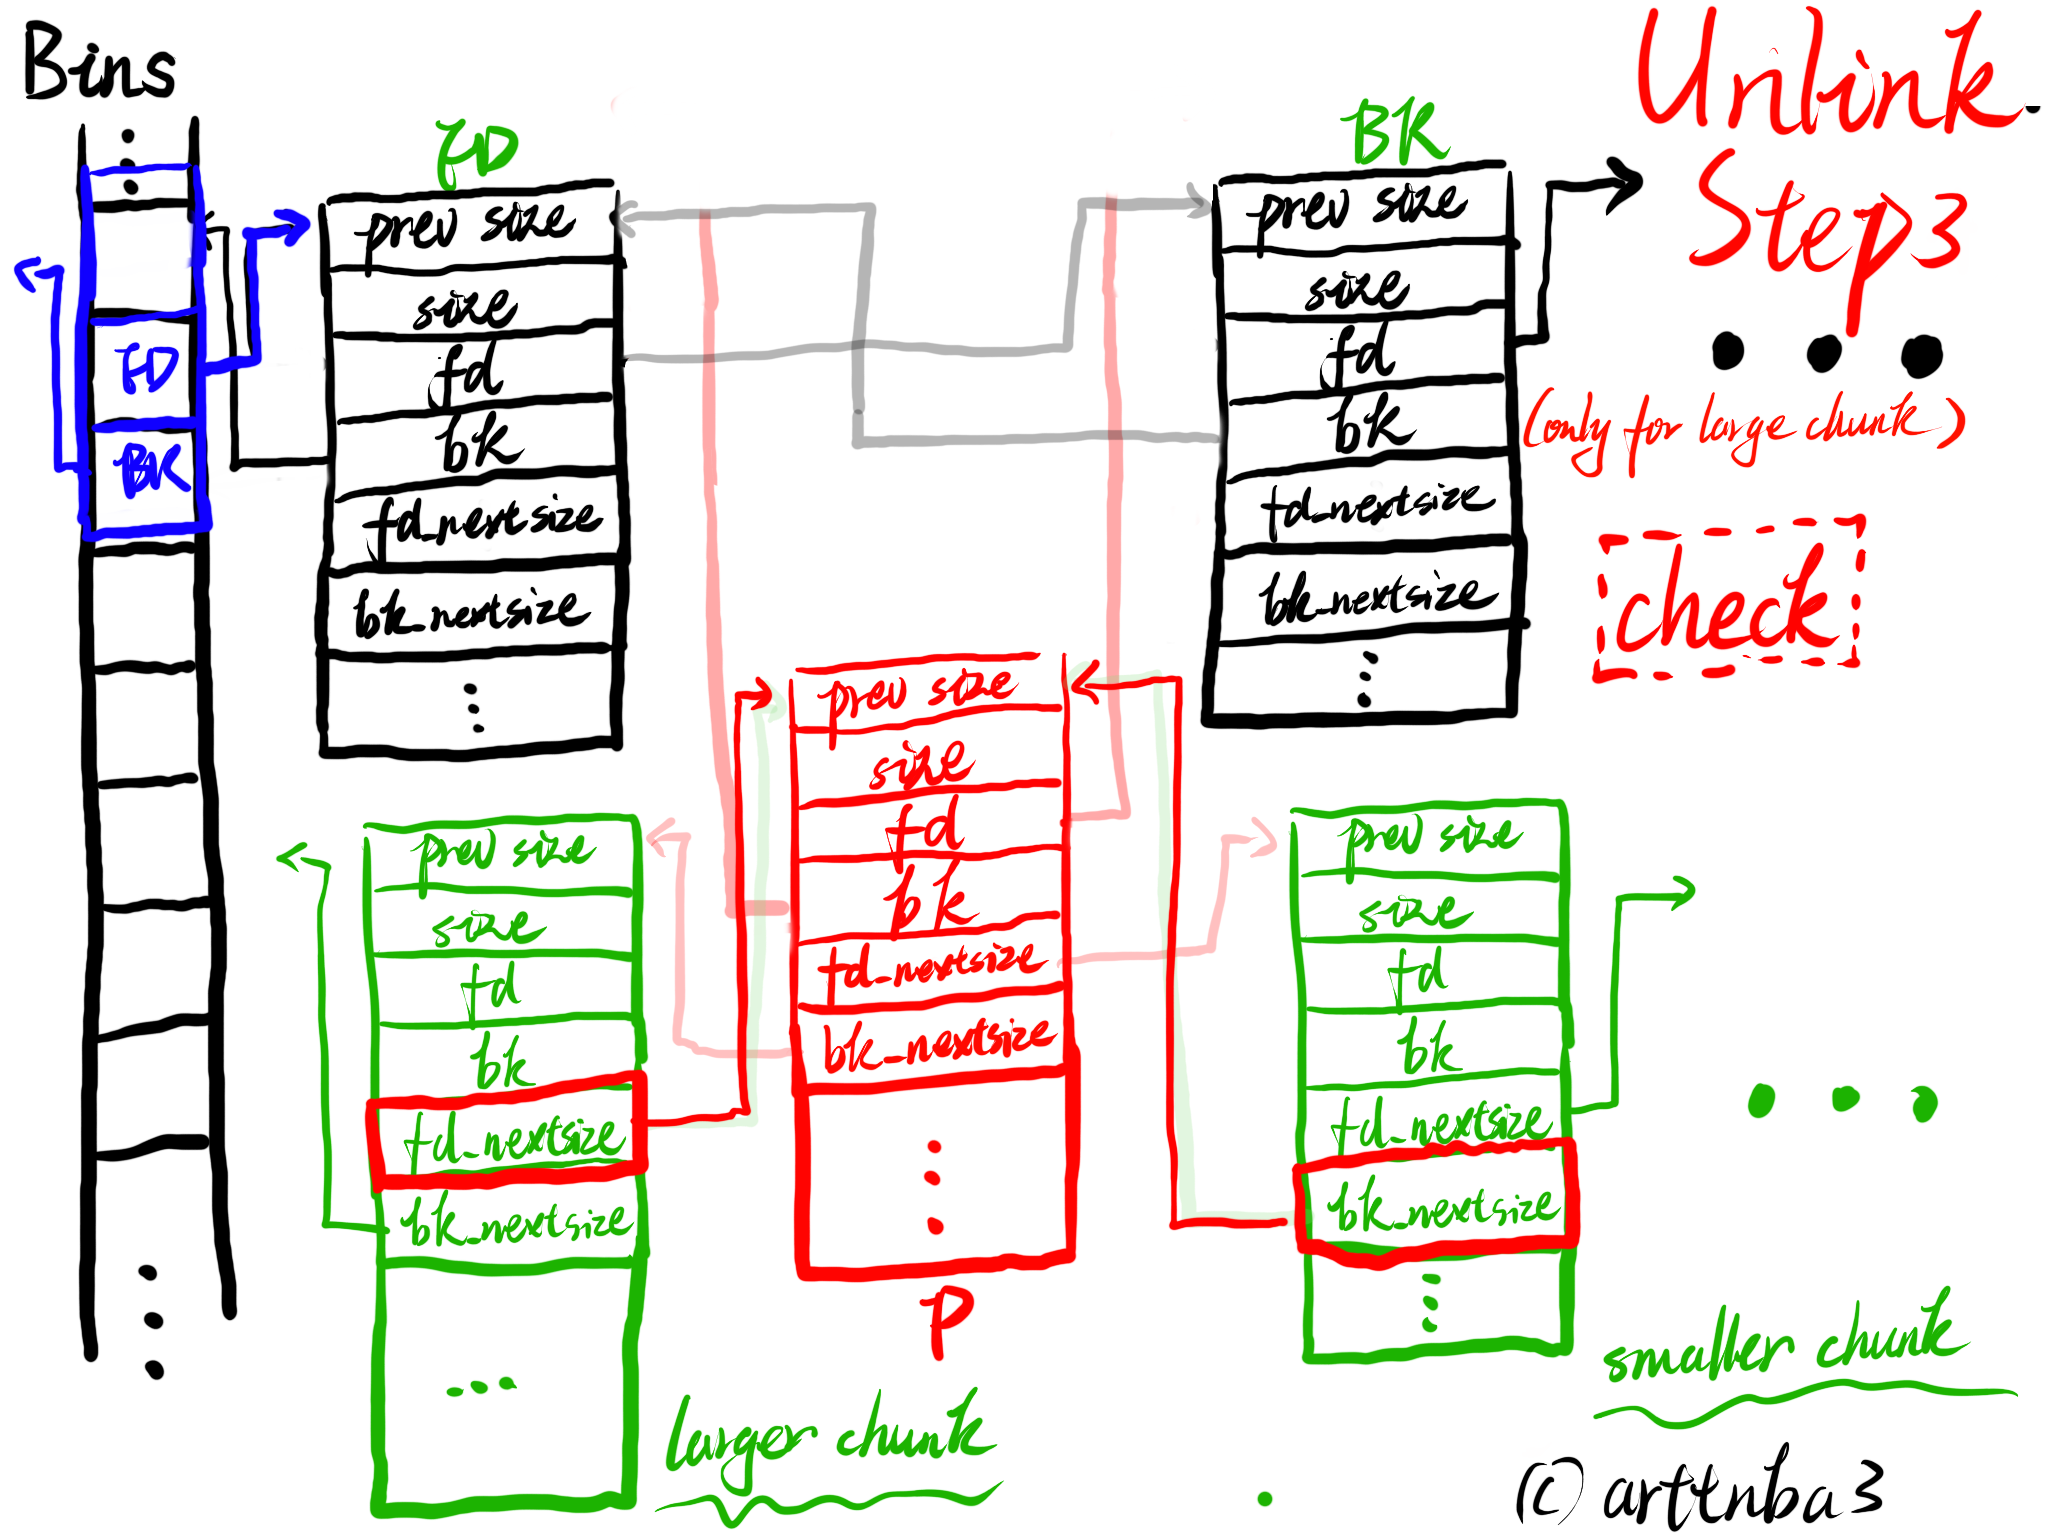 Bins
Unlink.
Step3
(only for large chunk)
check
FD
BK
FD
prev size
size
fd
bk
fd_nextsize
bk_nextsize
BK
prev size
size
fd
bk
fd_nextsize
bk_nextsize
prev size
size
fd
bk
fd_nextsize
bk_nextsize
P
prev size
size
fd
bk
fd_nextsize
bk_nextsize
larger chunk
prev size
size
fd
bk
fd_nextsize
bk_nextsize
smaller chunk
(c) arttnba3